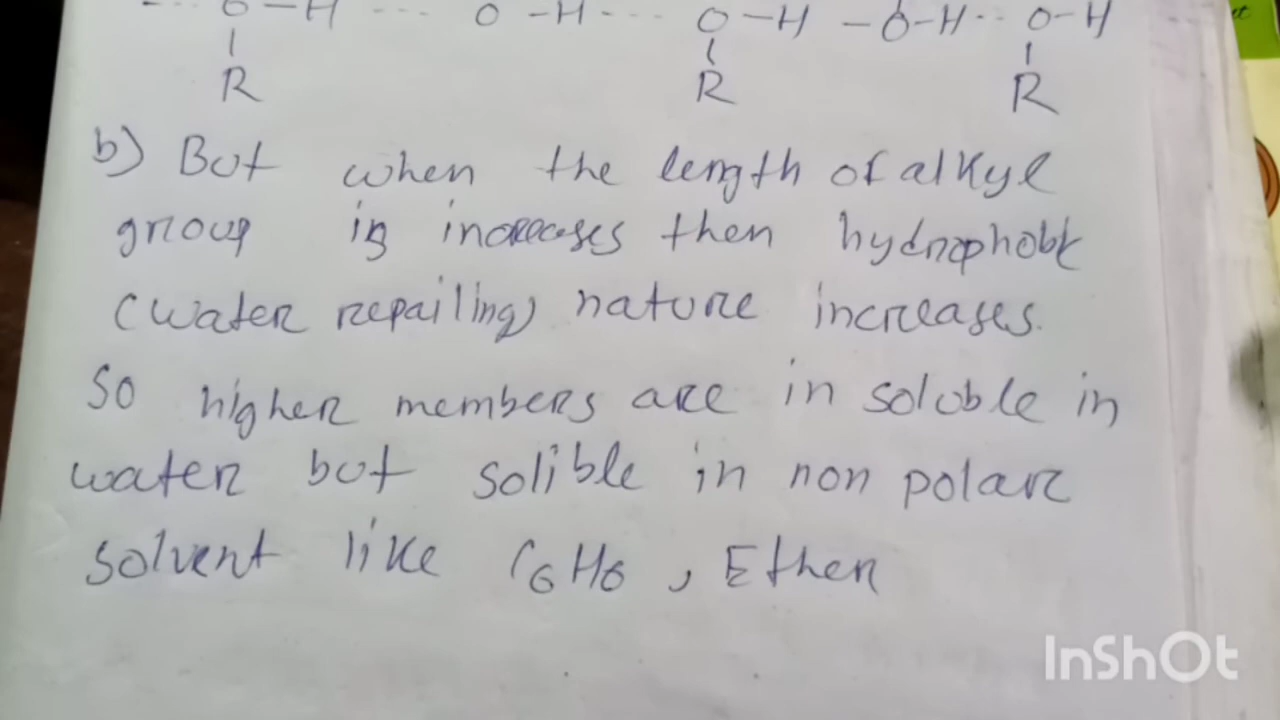 --- O-H --- O-H --- O-H -O-H-- O-H
R R R
b) But when the length of alkyl
group is increases then hydrophobc
(water repailing) nature increases.
So higher members are in soluble in
water but solible in non polar
solvent like C6H6, Ether
InShOt